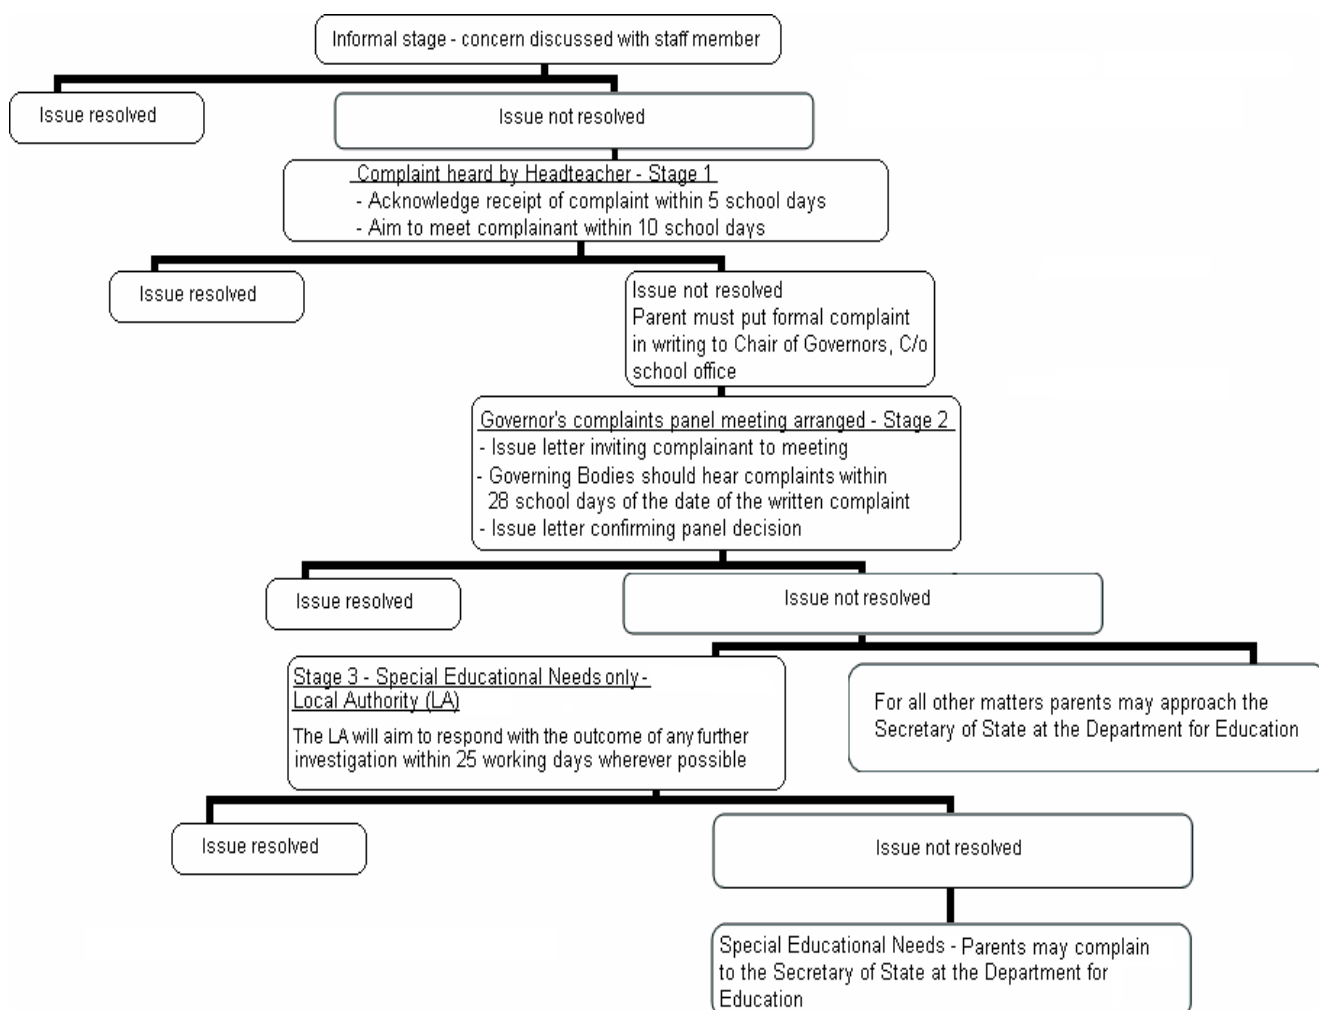 Informal stage - concern discussed with staff member
Issue resolved
Issue not resolved
Complaint heard by Headteacher - Stage 1
- Acknowledge receipt of complaint within 5 school days
- Aim to meet complainant within 10 school days
Issue resolved
Issue not resolved
Parent must put formal complaint
in writing to Chair of Governors, C/o
school office
Governor's complaints panel meeting arranged - Stage 2
- Issue letter inviting complainant to meeting
- Governing Bodies should hear complaints within
28 school days of the date of the written complaint
- Issue letter confirming panel decision
Issue resolved
Issue not resolved
Stage 3 - Special Educational Needs only -
Local Authority (LA)
The LA will aim to respond with the outcome of any further
investigation within 25 working days wherever possible
For all other matters parents may approach the
Secretary of State at the Department for Education
Issue resolved
Issue not resolved
Special Educational Needs - Parents may complain
to the Secretary of State at the Department for
Education